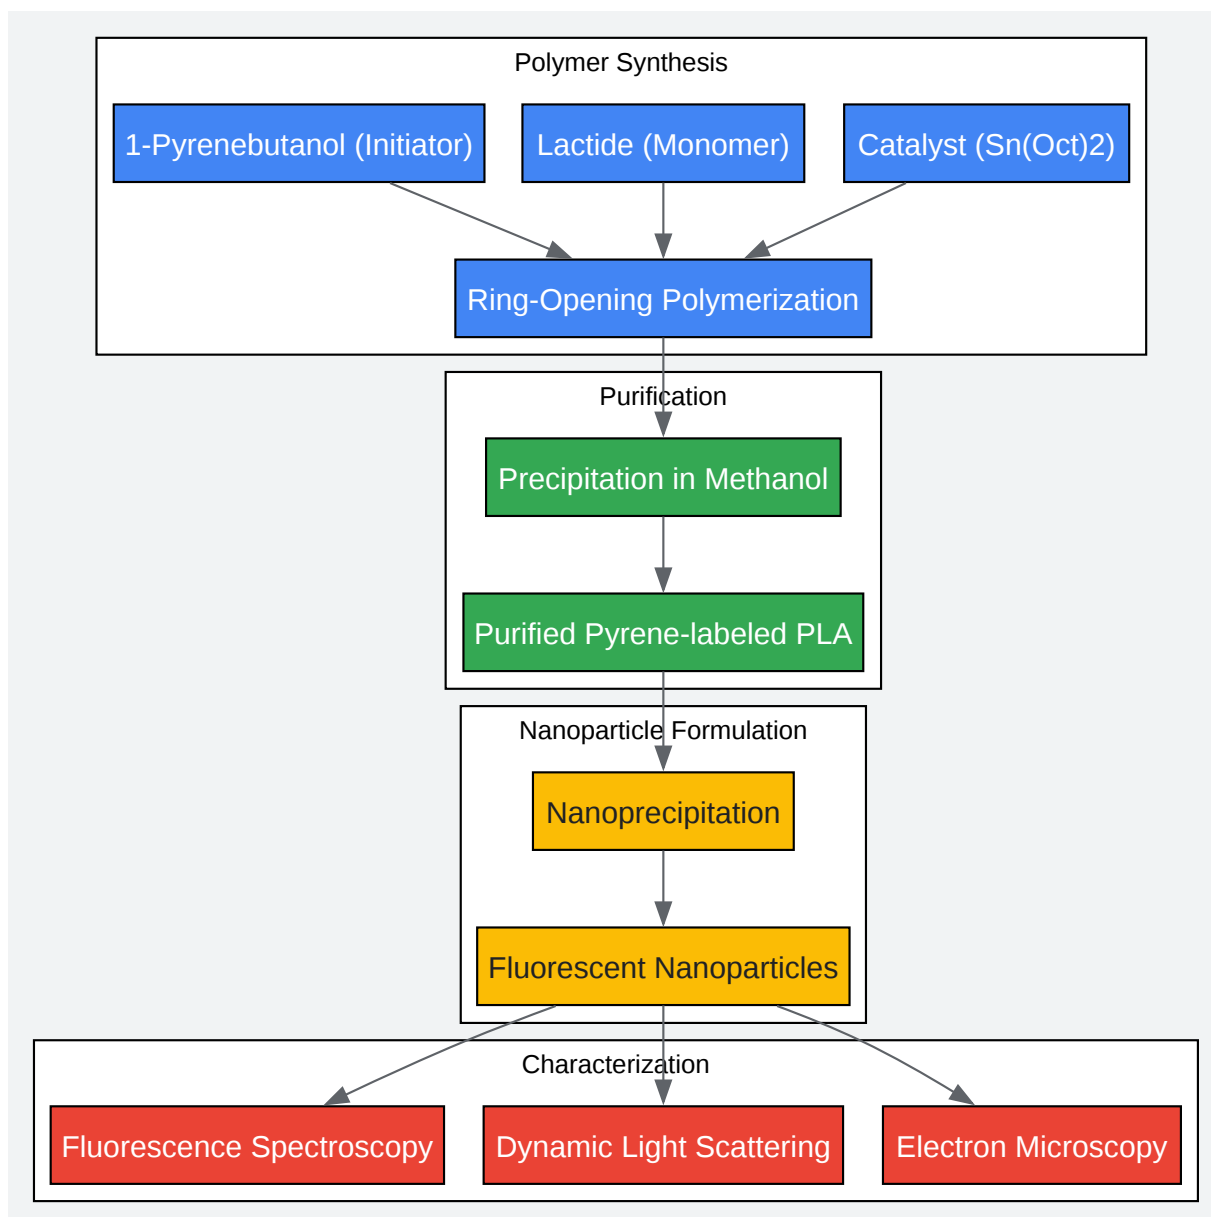 Polymer Synthesis
1-Pyrenebutanol (Initiator)
Lactide (Monomer)
Catalyst (Sn(Oct)2)
Ring-Opening Polymerization
Purification
Precipitation in Methanol
Purified Pyrene-labeled PLA
Nanoparticle Formulation
Nanoprecipitation
Fluorescent Nanoparticles
Characterization
Fluorescence Spectroscopy
Dynamic Light Scattering
Electron Microscopy